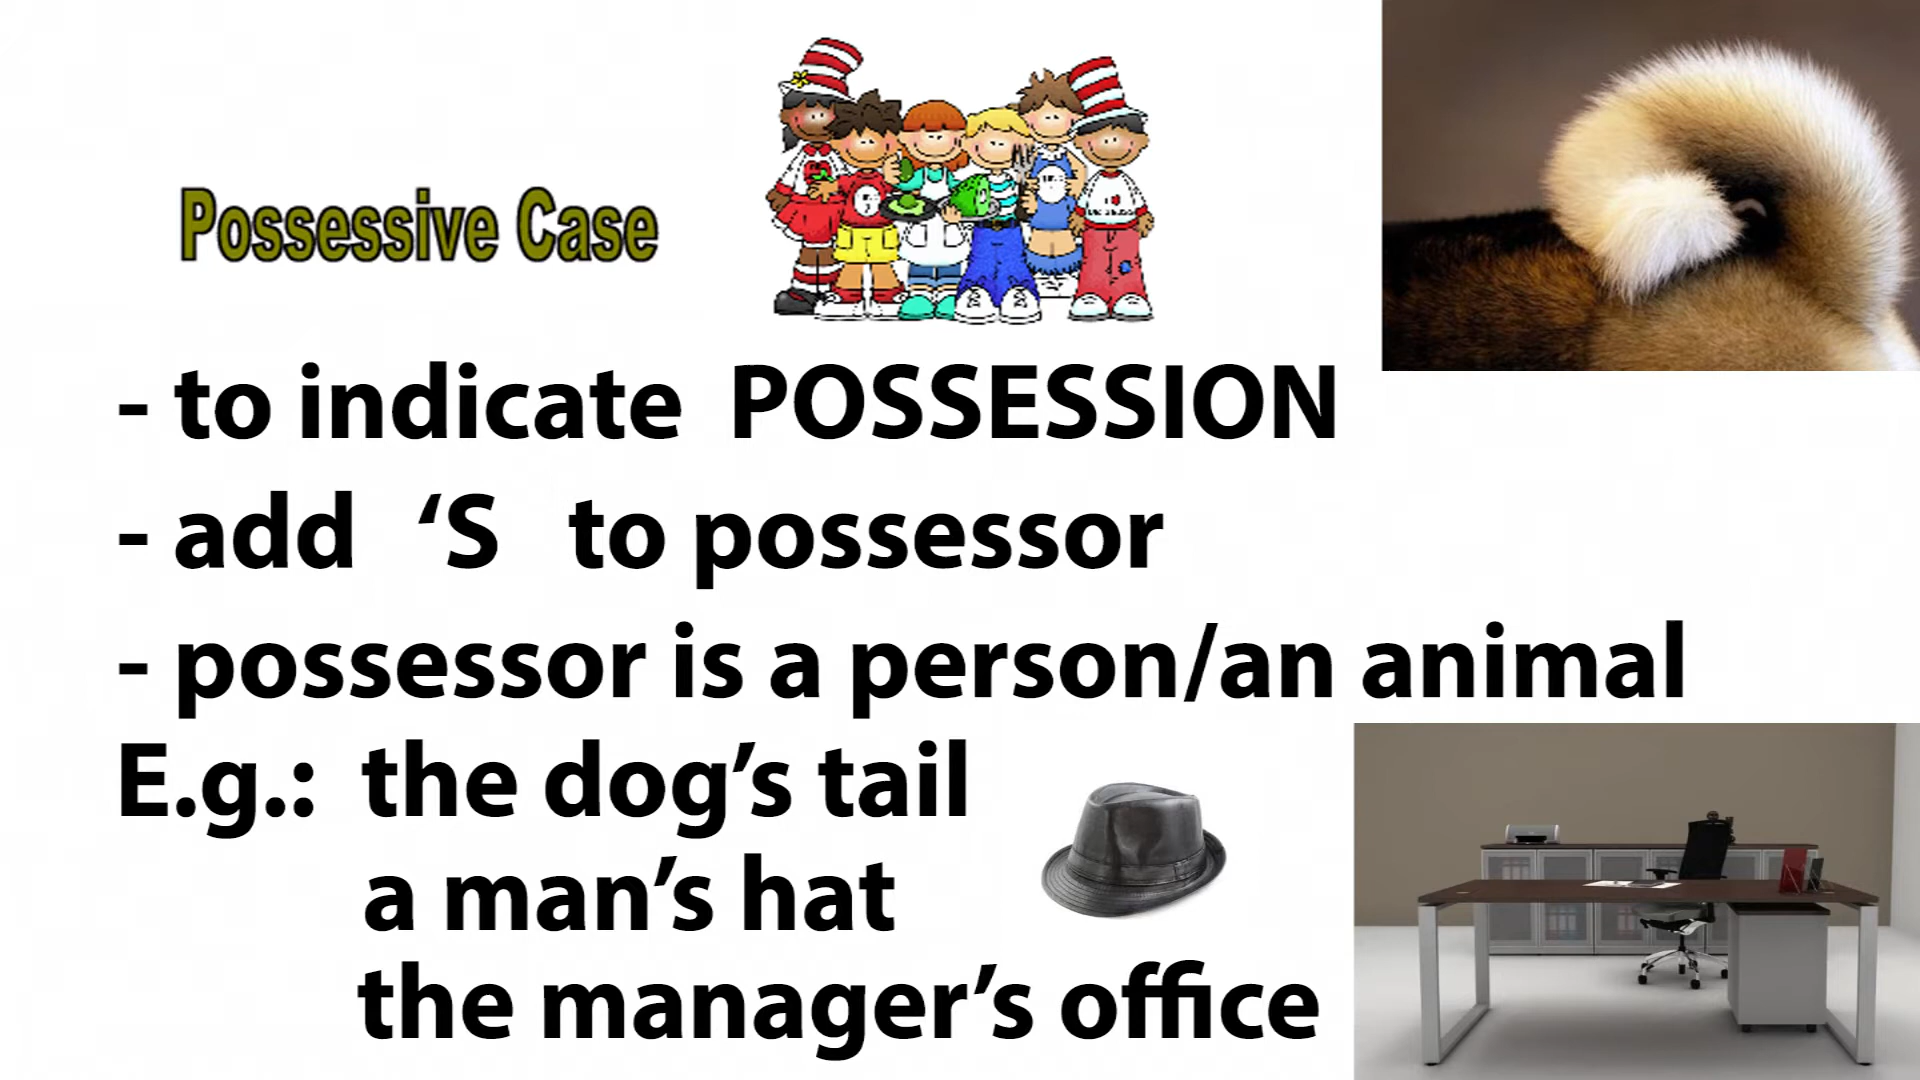 Possessive Case
- to indicate POSSESSION
- add ‘S to possessor
- possessor is a person/an animal
E.g.: the dog’s tail
a man’s hat
the manager’s office